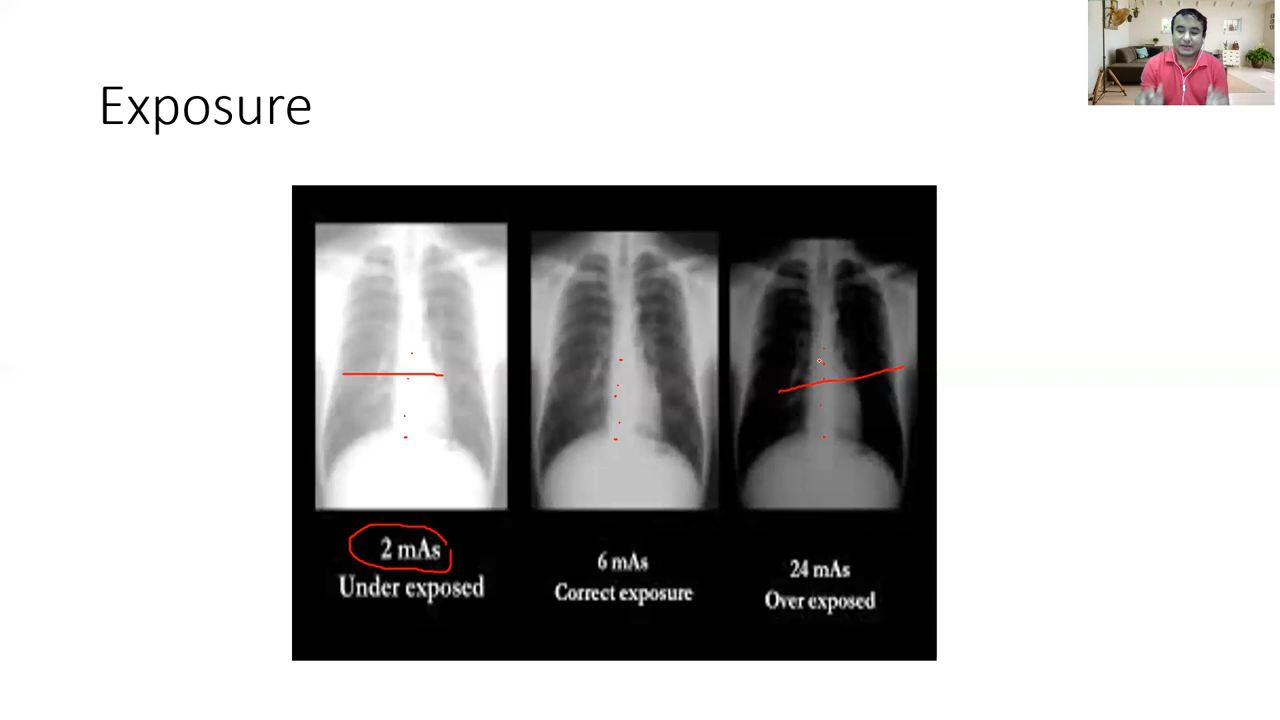 Exposure
2 mAs
Under exposed
6 mAs
Correct exposure
24 mAs
Over exposed